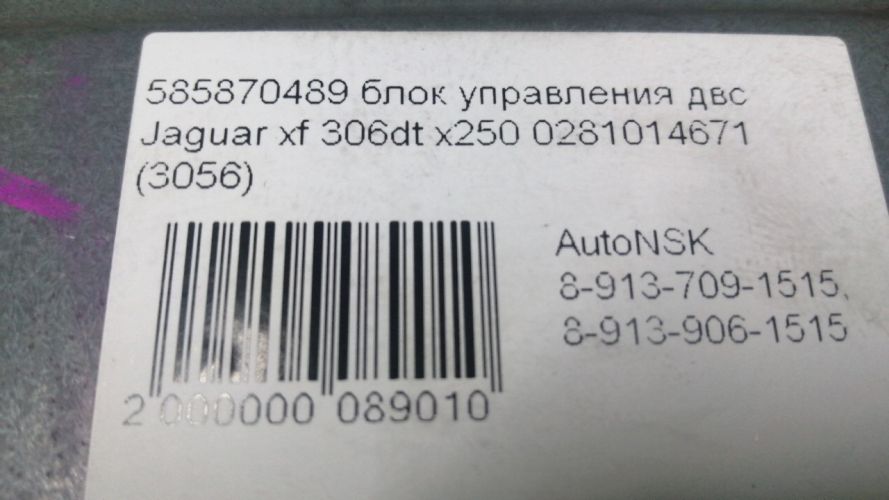 585870489 блок управления двс
Jaguar xf 306dt x250 0281014671
(3056)
AutoNSK
8-913-709-1515,
8-913-906-1515
2 000000 089010